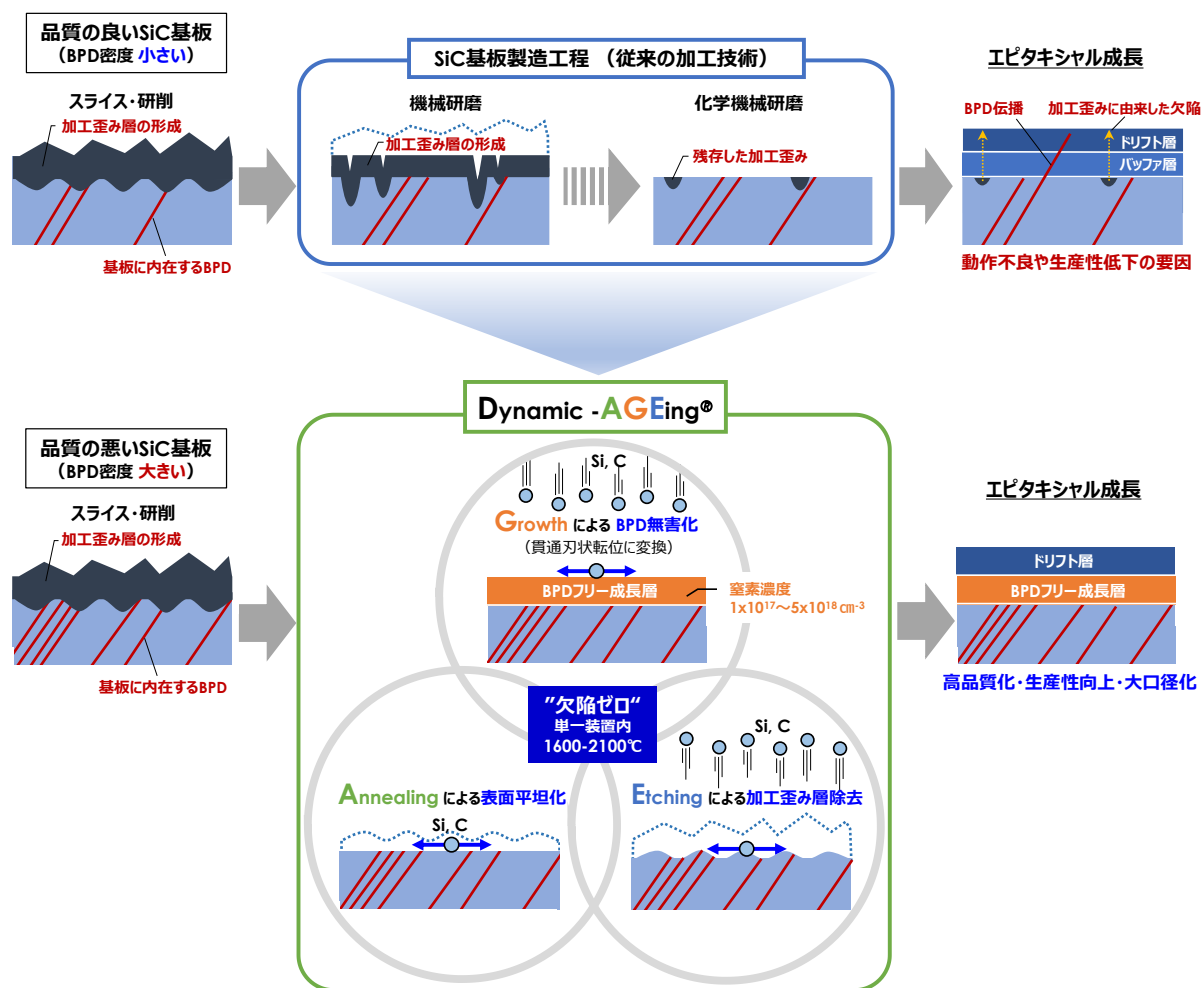 品質の良いSiC基板
（BPD密度 小さい）
スライス・研削
加工歪み層の形成
基板に内在するBPD
SiC基板製造工程 （従来の加工技術）
機械研磨
加工歪み層の形成
化学機械研磨
残存した加工歪み
エピタキシャル成長
BPD伝播
加工歪みに由来した欠陥
ドリフト層
バッファ層
動作不良や生産性低下の要因
品質の悪いSiC基板
（BPD密度 大きい）
スライス・研削
加工歪み層の形成
基板に内在するBPD
Dynamic -AGEing®
Si, C
Growth による BPD無害化
（貫通刃状転位に変換）
BPDフリー成長層
窒素濃度
1x10¹⁷～5x10¹⁸ ㎝⁻³
”欠陥ゼロ“
単一装置内
1600-2100℃
Annealing による表面平坦化
Si, C
Si, C
Etching による加工歪み層除去
エピタキシャル成長
ドリフト層
BPDフリー成長層
高品質化・生産性向上・大口径化